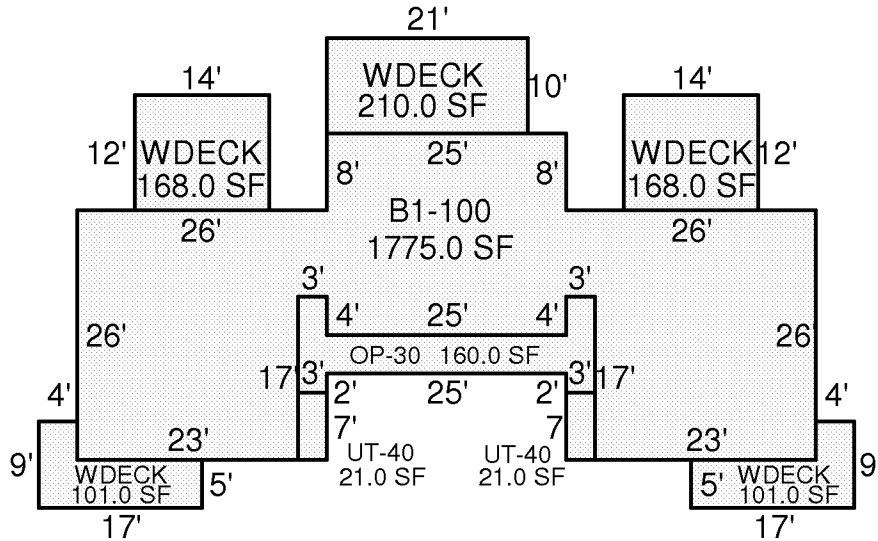 21'
14'
WDECK
210.0 SF
10'
14'
12'
WDECK
168.0 SF
25'
8'
8'
WDECK
168.0 SF
12'
26'
B1-100
1775.0 SF
26'
3'
3'
26'
4'
25'
4'
26'
OP-30 160.0 SF
17'
3'
2'
25'
2'
3'
17'
4'
23'
7'
UT-40
21.0 SF
UT-40
21.0 SF
7
23'
4'
9'
WDECK
101.0 SF
5'
5'
WDECK
101.0 SF
9
17'
17'